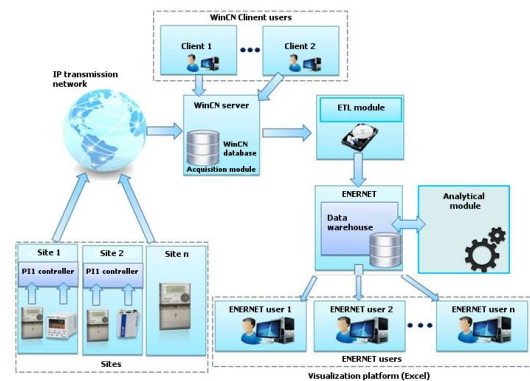 WinCN Clinent users
Client 1
Client 2
IP transmission
network
WinCN server
WinCN
database
Acquisition module
ETL module
ENERNET
Data
warehouse
Analytical
module
Site 1
Site 2
Site n
PI1 controller
PI1 controller
Sites
ENERNET user 1
ENERNET user 2
ENERNET user n
ENERNET users
Visualization platform (Excel)